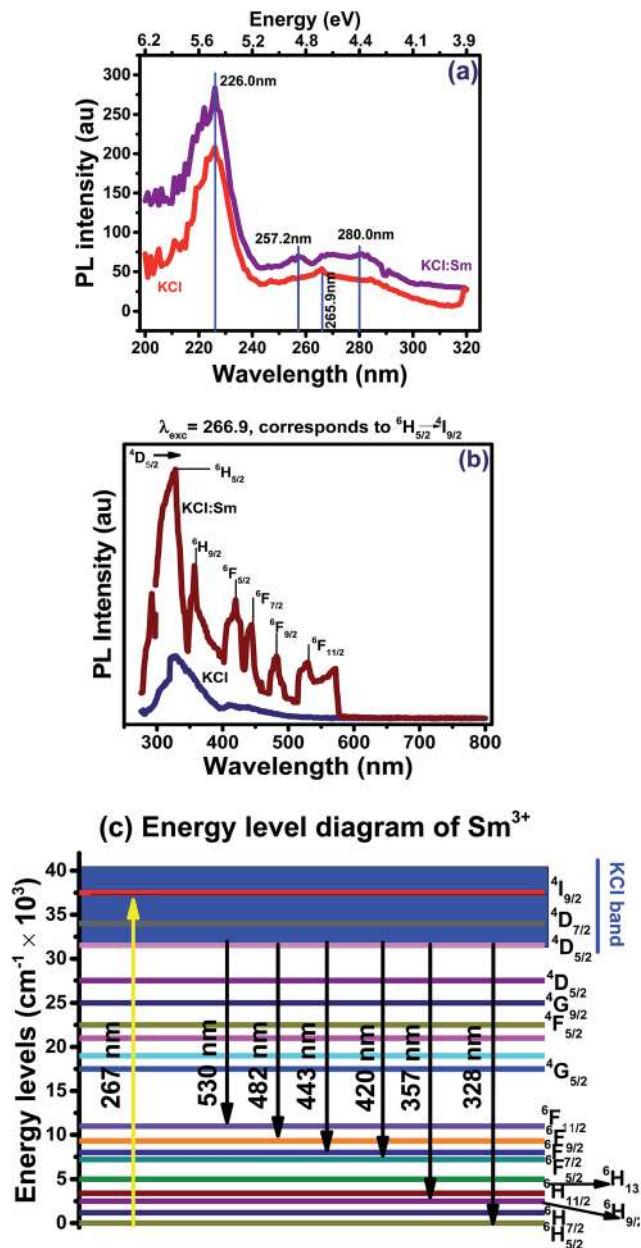 Energy (eV)
6.2 5.6 5.2 4.8 4.4 4.1 3.9
(a)
300
250
200
150
100
50
0
PL intensity (au)
226.0nm
257.2nm
265.9nm
280.0nm
KCl
KCl:Sm
200 220 240 260 280 300 320
Wavelength (nm)
λexc= 266.9, corresponds to ⁶H5/2→⁴I9/2
(b)
⁴D5/2
⁶H5/2
KCl:Sm
⁶H9/2
⁶F5/2
⁶F7/2
⁶F9/2
⁶F11/2
KCl
PL Intensity (au)
300 400 500 600 700 800
Wavelength (nm)
(c) Energy level diagram of Sm³⁺
Energy levels (cm⁻¹ × 10³)
40
35
30
25
20
15
10
5
0
267 nm
530 nm
482 nm
443 nm
420 nm
357 nm
328 nm
KCl band
⁴I9/2
⁴D7/2
⁴D5/2
⁴D5/2
⁴G9/2
⁴F5/2
⁴G5/2
⁶F11/2
⁶F9/2
⁶F7/2
⁶F5/2
⁶H13
⁶H11/2
⁶H9/2
⁶H7/2
⁶H5/2